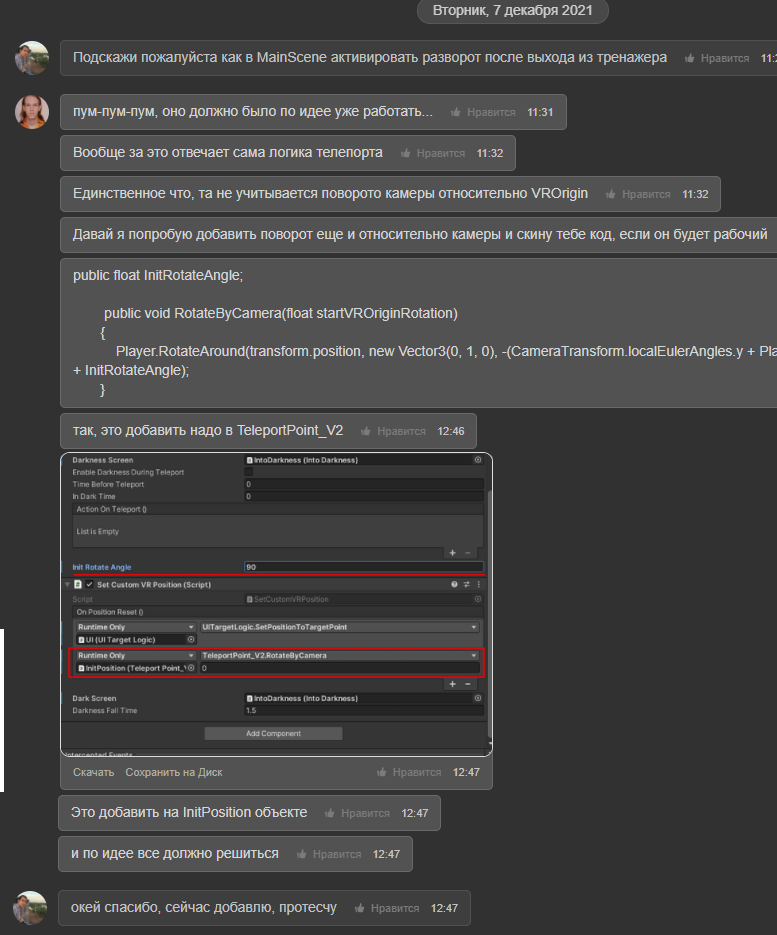 Вторник, 7 декабря 2021
Подскажи пожалуйста как в MainScene активировать разворот после выхода из тренажера Нравится
пум-пум-пум, оно должно было по идее уже работать... Нравится 11:31
Вообще за это отвечает сама логика телепорта Нравится 11:32
Единственное что, та не учитывается поворото камеры относительно VROrigin Нравится 11:32
Давай я попробую добавить поворот еще и относительно камеры и скину тебе код, если он будет рабочий
public float InitRotateAngle;
public void RotateByCamera(float startVROriginRotation)
{
Player.RotateAround(transform.position, new Vector3(0, 1, 0), -(CameraTransform.localEulerAngles.y +
+ InitRotateAngle);
}
так, это добавить надо в TeleportPoint_V2 Нравится 12:46
Darkness Screen IntoDarkness (Into Darkness)
Enable Darkness During Teleport
Time Before Teleport 0
In Dark Time 0
Action On Teleport ()
List is Empty
+ −
Init Rotate Angle 90
Set Custom VR Position (Script)
Script SetCustomVRPosition
On Position Reset ()
Runtime Only UITargetLogic.SetPositionToTargetPoint
UI (UI Target Logic)
Runtime Only TeleportPoint_V2.RotateByCamera
InitPosition (Teleport Point_ 0
+ −
Dark Screen IntoDarkness (Into Darkness)
Darkness Fall Time 1.5
Add Component
Intercepted Events
Скачать Сохранить на Диск Нравится 12:47
Это добавить на InitPosition объекте Нравится 12:47
и по идее все должно решиться Нравится 12:47
окей спасибо, сейчас добавлю, протесчу Нравится 12:47